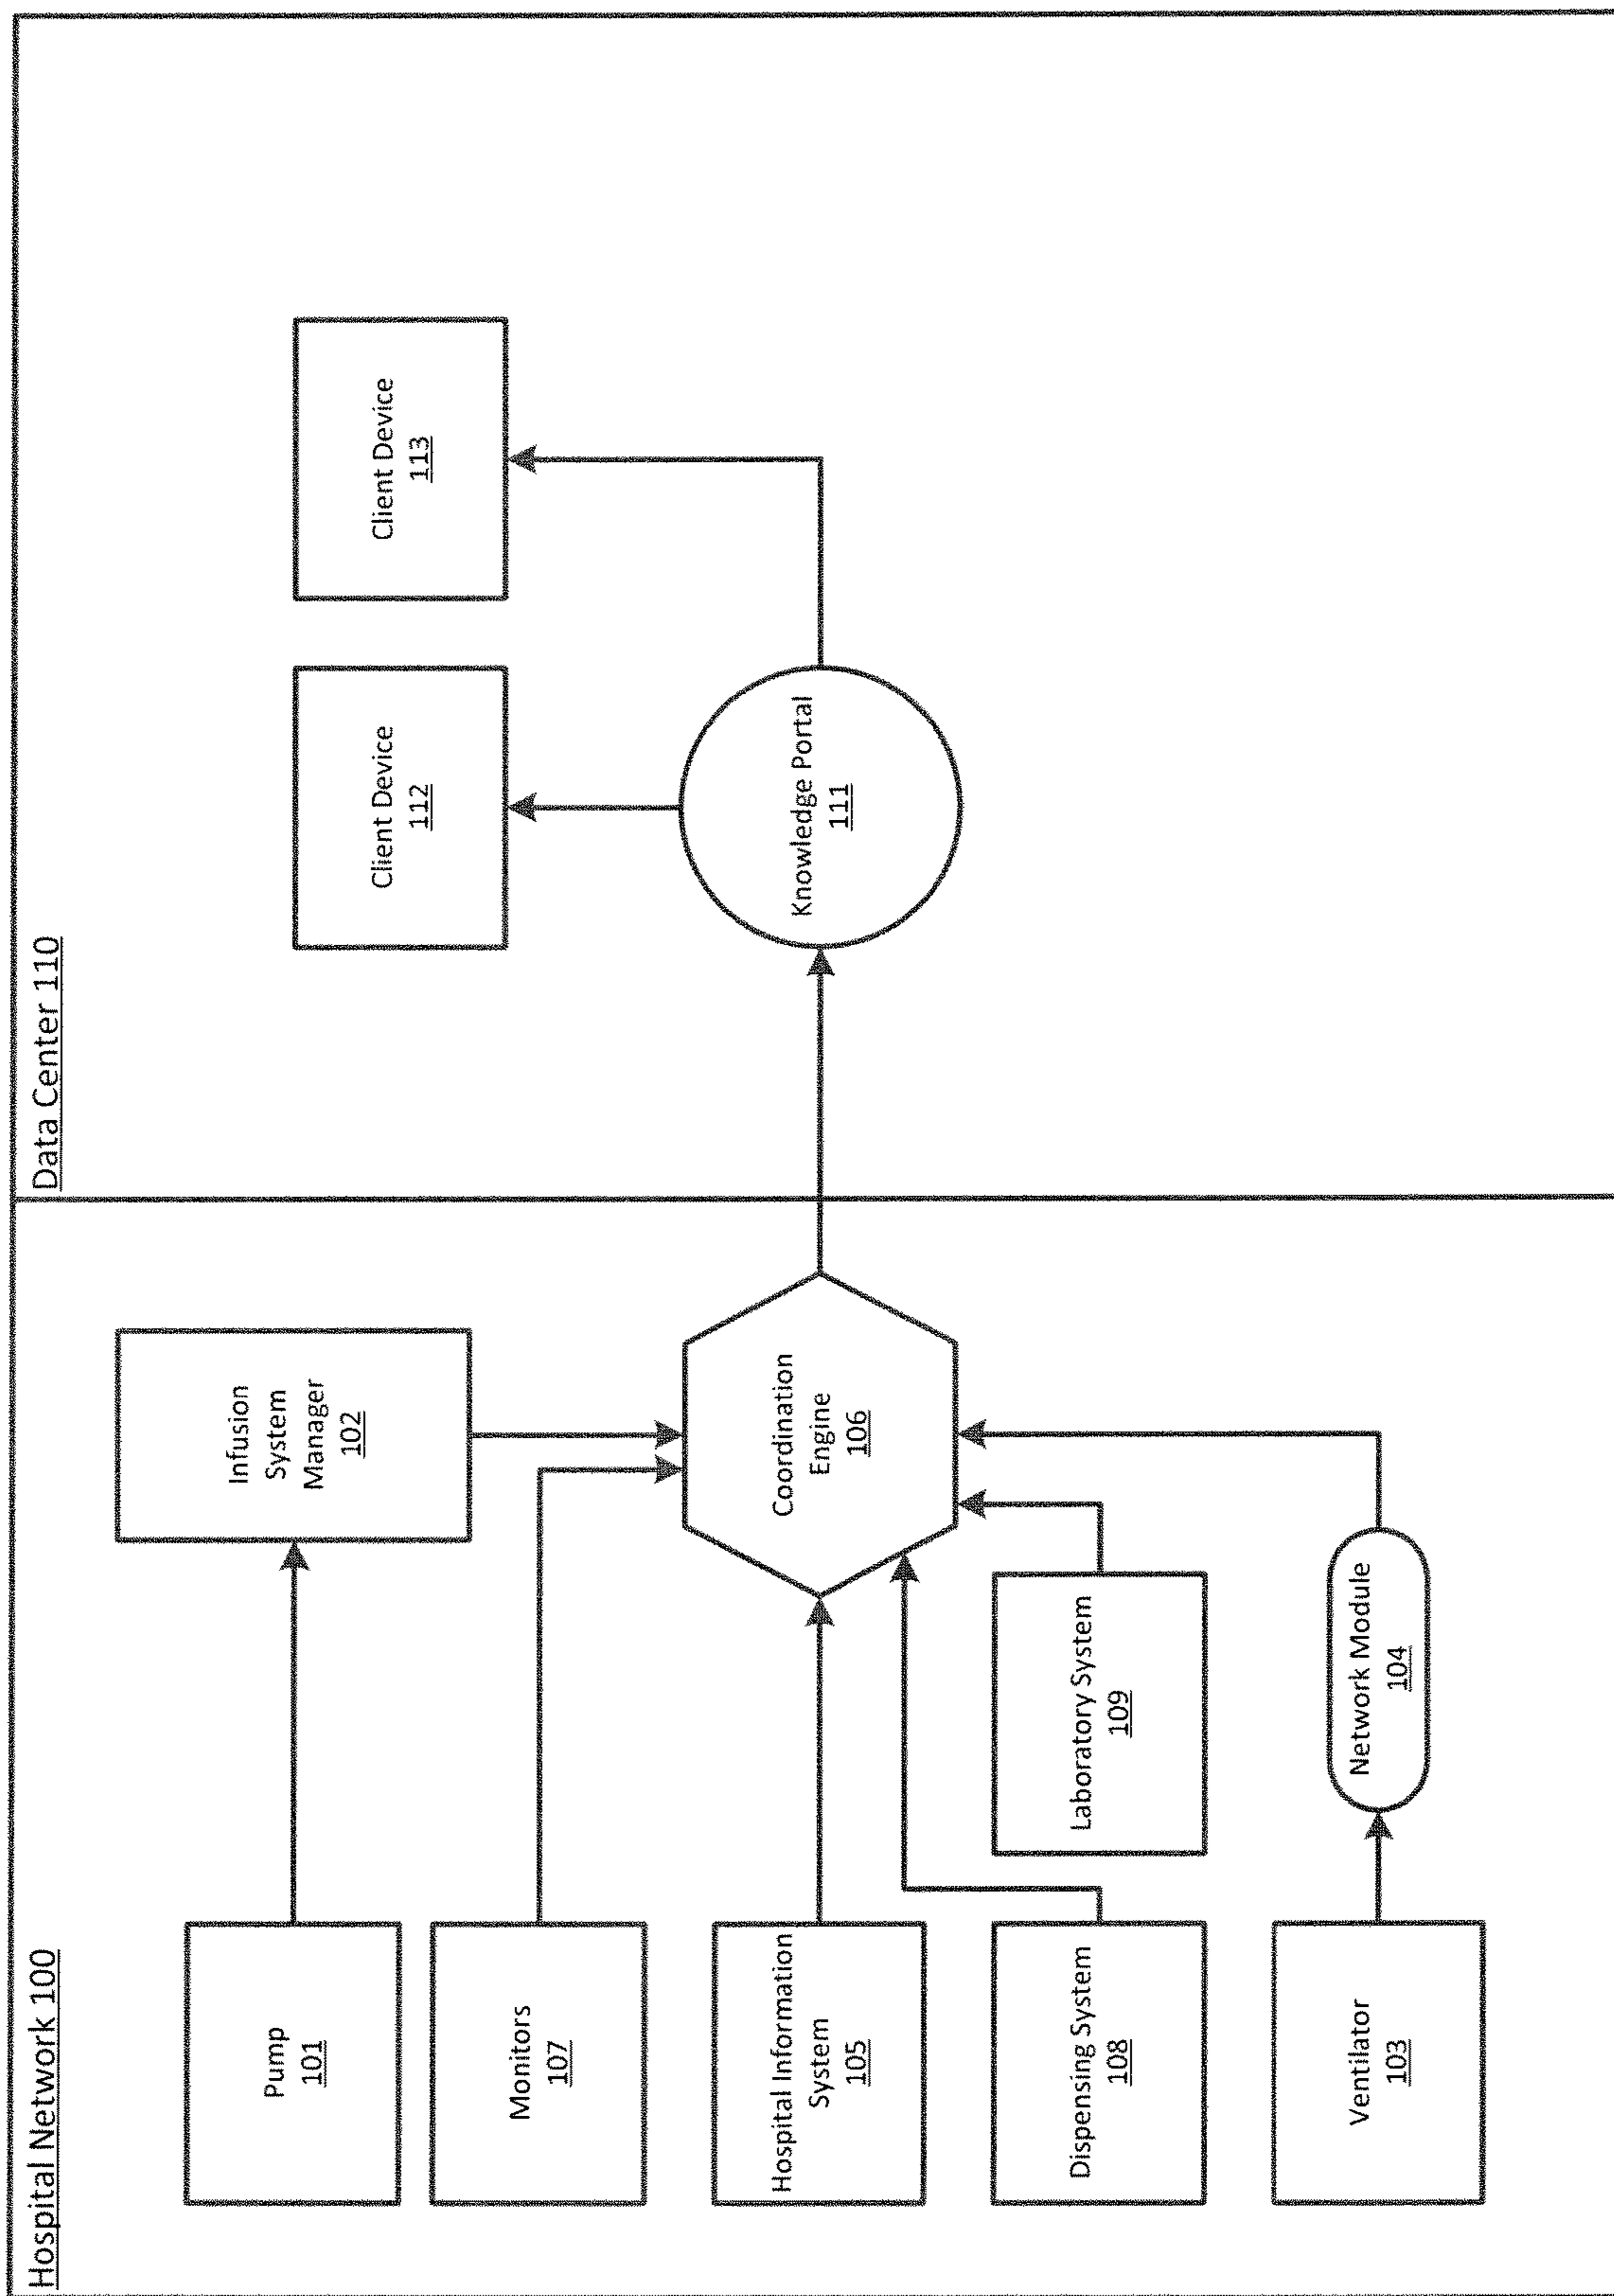 Hospital Network 100
Pump
101
Infusion
System
Manager
102
Monitors
107
Hospital Information
System
105
Coordination
Engine
106
Dispensing System
108
Laboratory System
109
Ventilator
103
Network Module
104
Data Center 110
Client Device
112
Client Device
113
Knowledge Portal
111